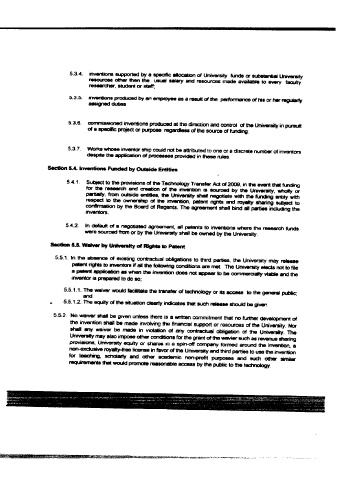 5.3.4. inventions supported by a specific allocation of University funds or substantial University
resources other than the usual salary and resources made available to every faculty
researcher, student or staff;
5.3.5. inventions produced by an employee as a result of the performance of his or her regularly
assigned duties
5.3.6. commissioned inventions produced at the direction and control of the University in pursuit
of a specific project or purpose regardless of the source of funding
5.3.7. Works whose inventor ship could not be attributed to one or a discrete number of inventors
despite the application of processes provided in these rules
Section 5.4. Inventions Funded by Outside Entities
5.4.1. Subject to the provisions of the Technology Transfer Act of 2009, in the event that funding
for the research and creation of the invention is sourced by the University, wholly or
partially, from outside entities, the University shall negotiate with the funding entity with
respect to the ownership of the invention, patent rights and royalty sharing subject to
confirmation by the Board of Regents. The agreement shall bind all parties including the
inventors.
5.4.2. In default of a negotiated agreement, all patents to inventions where the research funds
were sourced from or by the University shall be owned by the University.
Section 5.5. Waiver by University of Rights to Patent
5.5.1. In the absence of existing contractual obligations to third parties, the University may release
patent rights to inventors if all the following conditions are met. The University elects not to file
a patent application as when the invention does not appear to be commercially viable and the
inventor is prepared to do so;
5.5.1.1. The waiver would facilitate the transfer of technology or its access to the general public;
and
5.5.1.2. The equity of the situation clearly indicates that such release should be given
5.5.2. No waiver shall be given unless there is a written commitment that no further development of
the invention shall be made involving the financial support or resources of the University. Nor
shall any waiver be made in violation of any contractual obligation of the University. The
University may also impose other conditions for the grant of the waiver such as revenue sharing
provisions, University equity or shares in a spin-off company formed around the invention, a
non-exclusive royalty-free license in favor of the University and third parties to use the invention
for teaching, scholarly and other academic non-profit purposes and such other similar
requirements that would promote reasonable access by the public to the technology